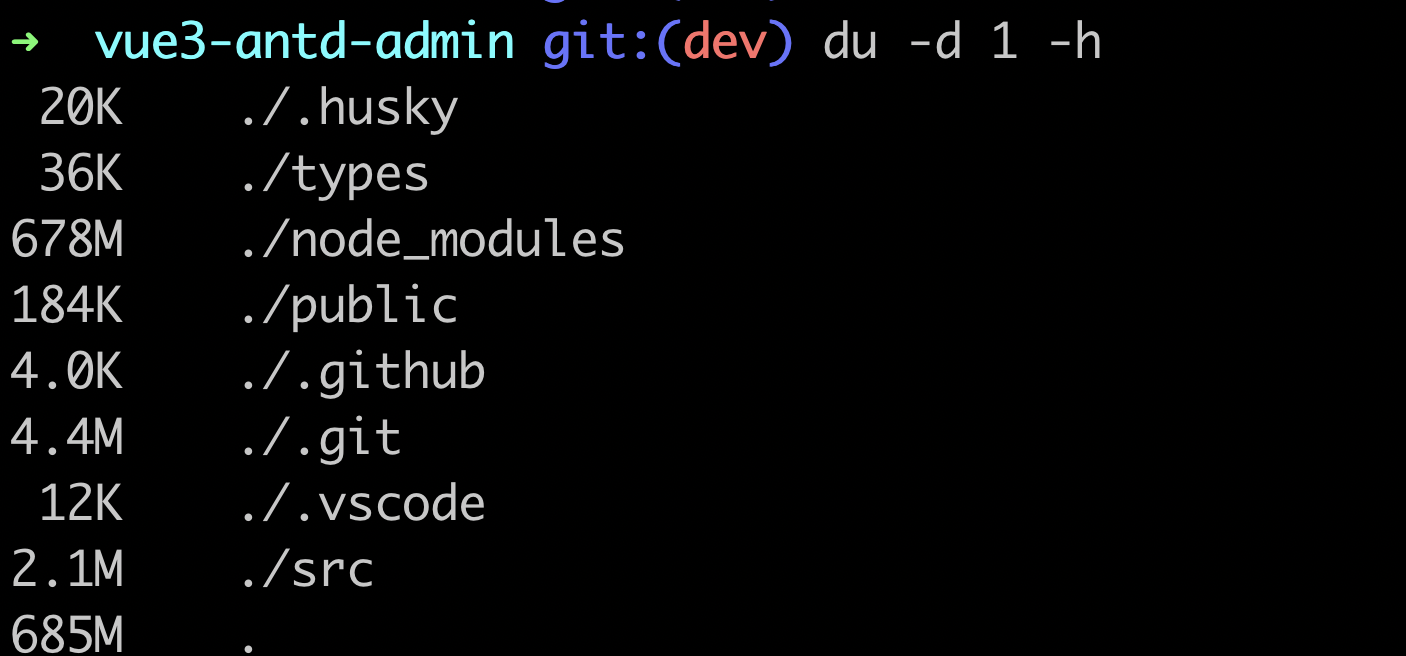 ➜ vue3-antd-admin git:(dev) du -d 1 -h
20K ./.husky
36K ./types
678M ./node_modules
184K ./public
4.0K ./.github
4.4M ./.git
12K ./.vscode
2.1M ./src
685M .